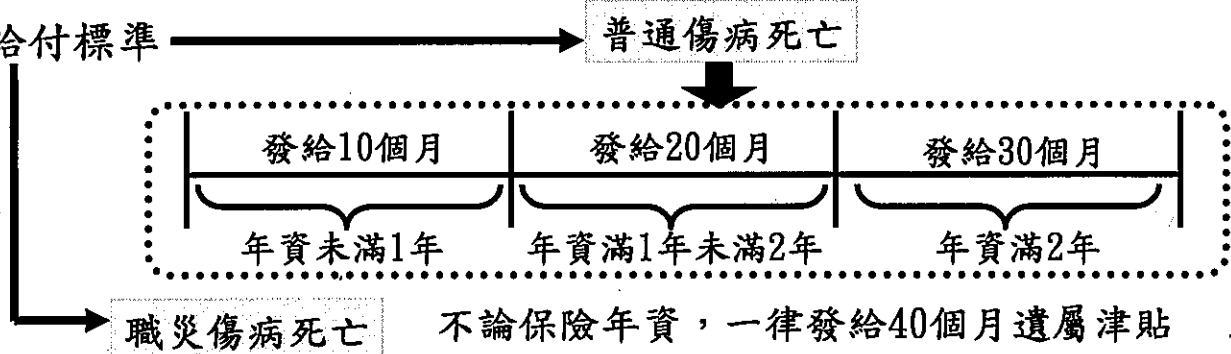 給付標準
普通傷病死亡
發給10個月 發給20個月 發給30個月
年資未滿1年 年資滿1年未滿2年 年資滿2年
職災傷病死亡 不論保險年資，一律發給40個月遺屬津貼